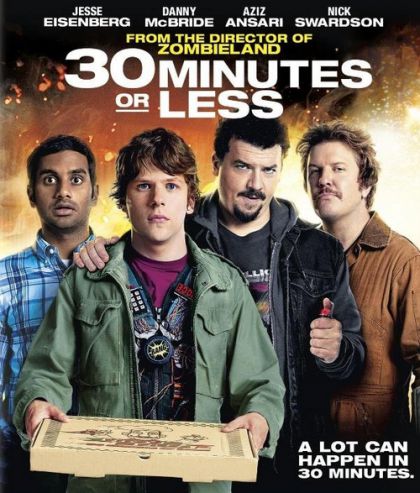 JESSE DANNY AZIZ NICK
EISENBERG McBRIDE ANSARI SWARDSON
FROM THE DIRECTOR OF
ZOMBIELAND
30 MINUTES
OR LESS
A LOT CAN
HAPPEN IN
30 MINUTES.